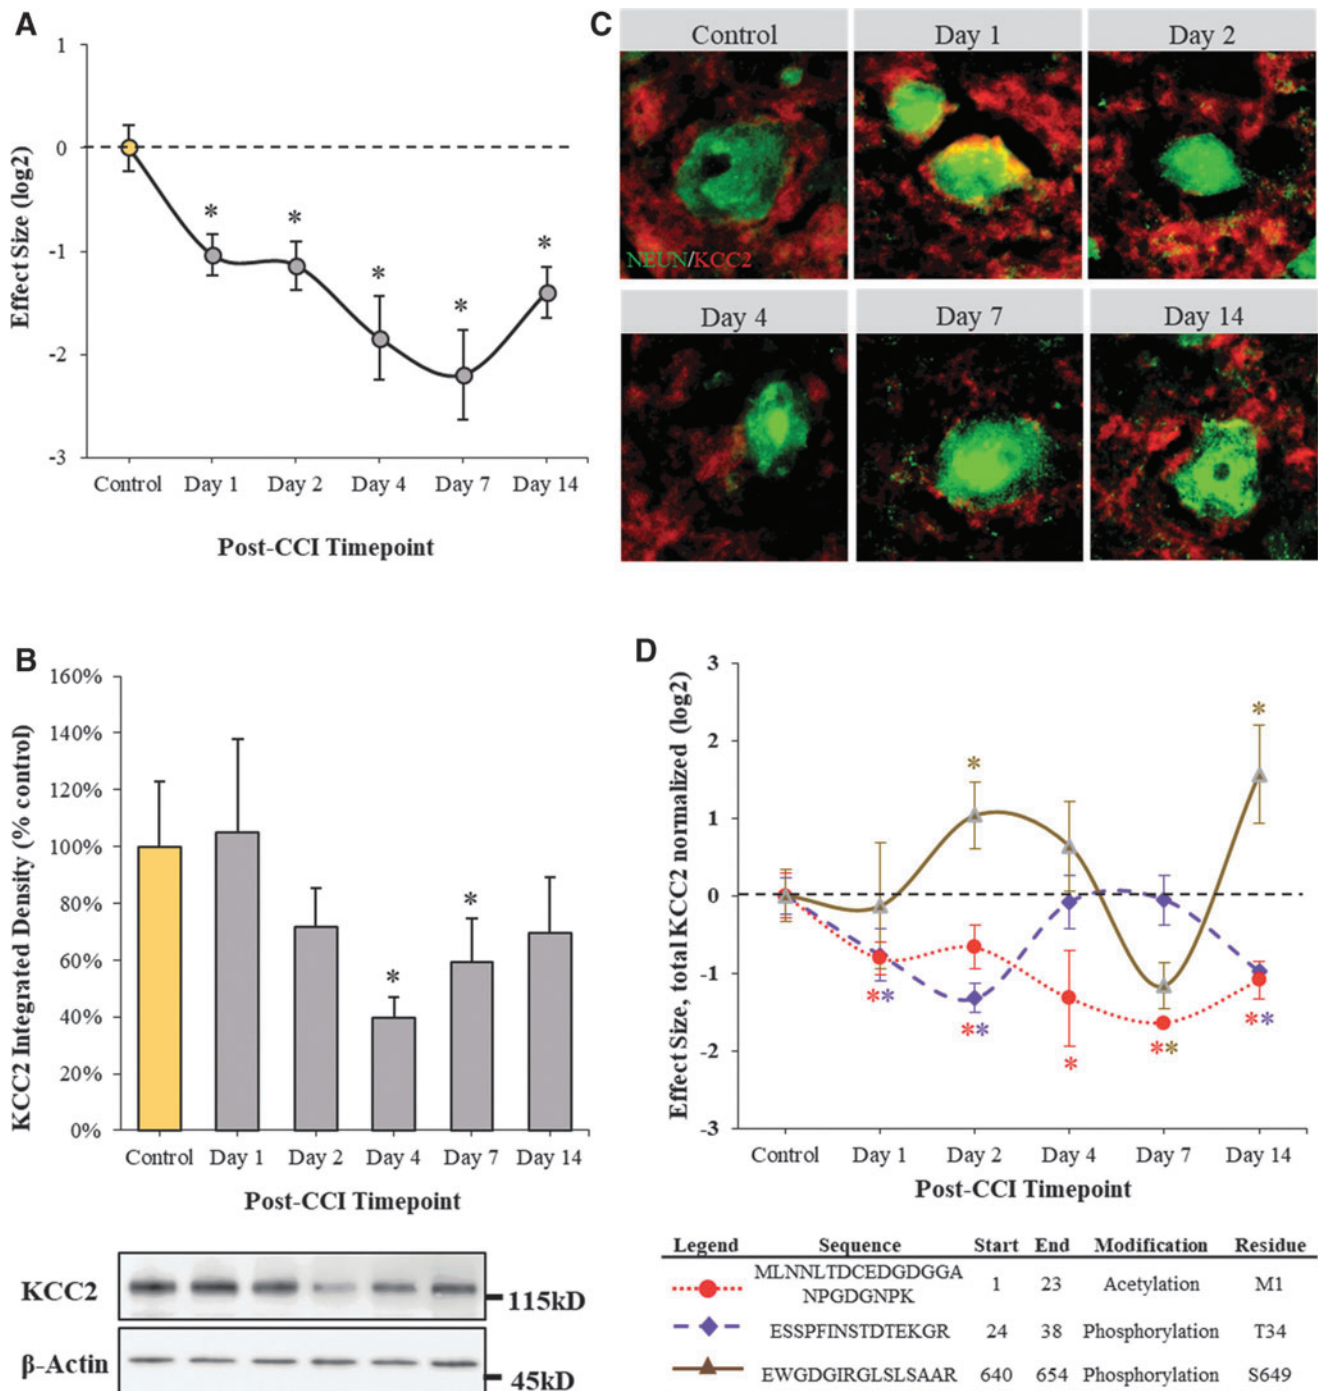 A
1
0
-1
-2
-3
Effect Size (log2)
* * * * *
Control Day 1 Day 2 Day 4 Day 7 Day 14
Post-CCI Timepoint
C
Control Day 1 Day 2
NEUN/KCC2
Day 4 Day 7 Day 14
B
160%
140%
120%
100%
80%
60%
40%
20%
0%
KCC2 Integrated Density (% control)
* *
Control Day 1 Day 2 Day 4 Day 7 Day 14
Post-CCI Timepoint
KCC2
115kD
β-Actin
45kD
D
3
2
1
0
-1
-2
-3
Effect Size, total KCC2 normalized (log2)
* *
** ** * ** **
Control Day 1 Day 2 Day 4 Day 7 Day 14
Post-CCI Timepoint
Legend Sequence Start End Modification Residue
MLNNLTDCEDGDGGA
NPGDGNPK 1 23 Acetylation M1
ESSPFINSTDTEKGR 24 38 Phosphorylation T34
EWGDGIRGLSLSAAR 640 654 Phosphorylation S649